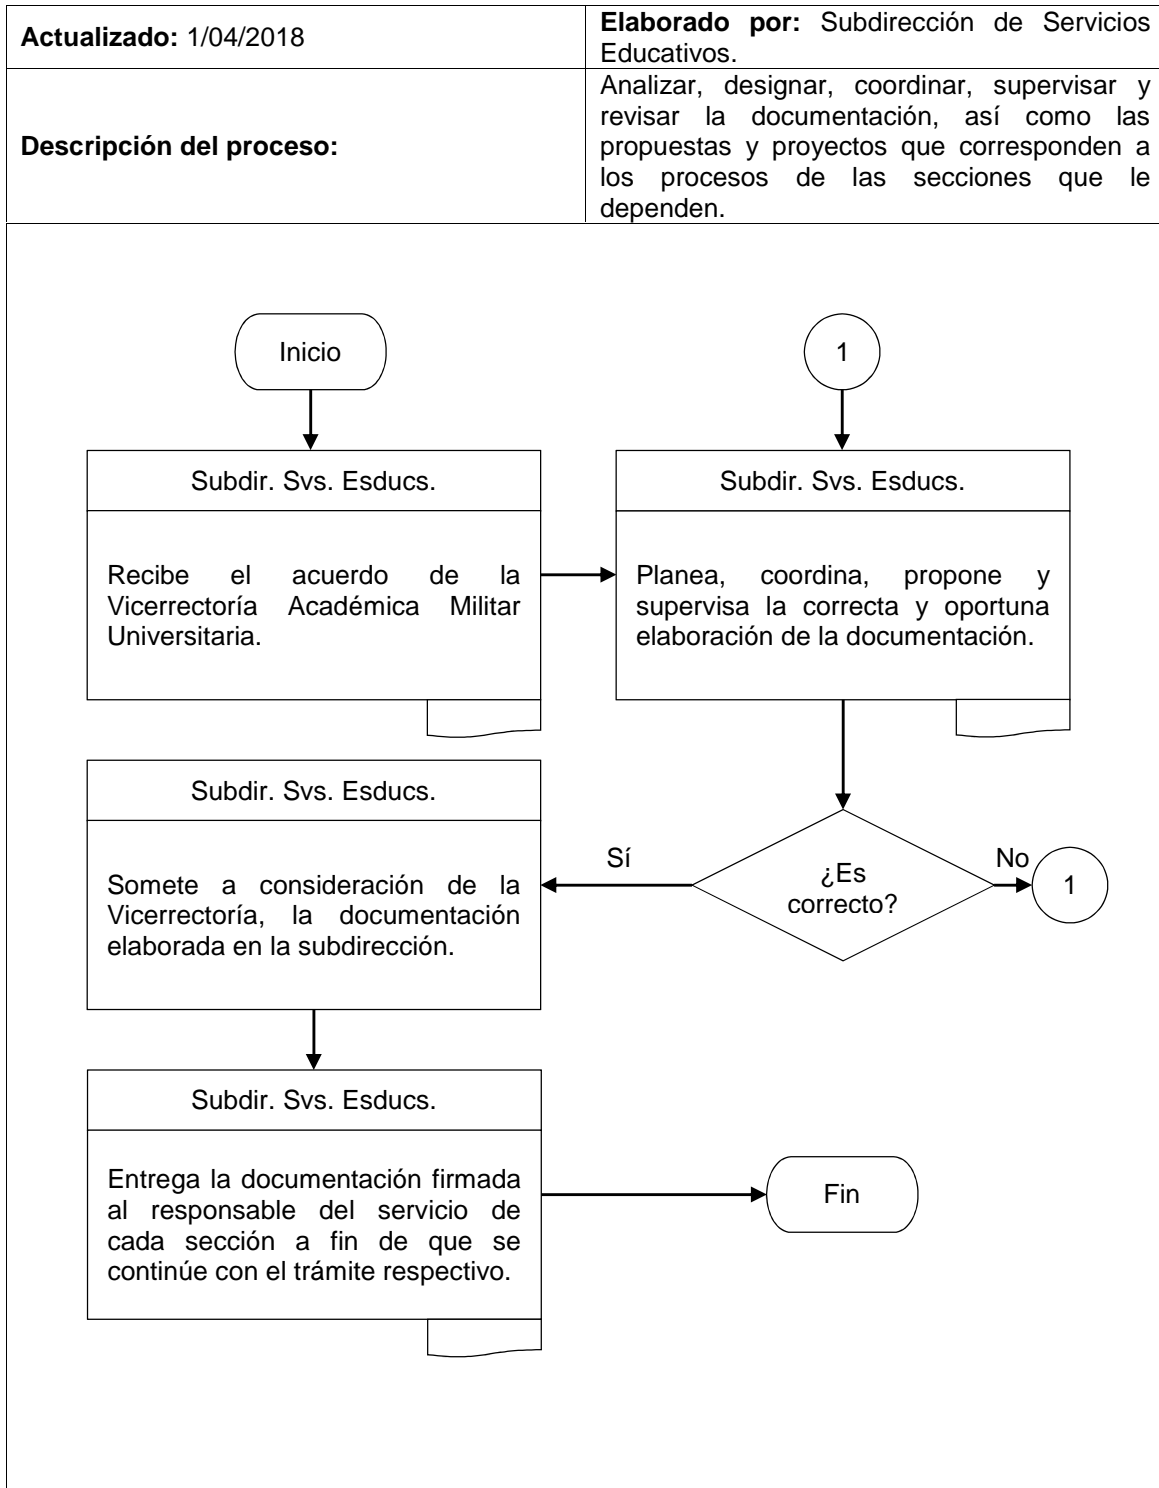 Actualizado: 1/04/2018
Elaborado por: Subdirección de Servicios
Educativos.
Descripción del proceso:
Analizar, designar, coordinar, supervisar y
revisar la documentación, así como las
propuestas y proyectos que corresponden a
los procesos de las secciones que le
dependen.
Inicio
1
Subdir. Svs. Esducs.
Recibe el acuerdo de la
Vicerrectoría Académica Militar
Universitaria.
Subdir. Svs. Esducs.
Planea, coordina, propone y
supervisa la correcta y oportuna
elaboración de la documentación.
¿Es
correcto?
Sí
No
1
Subdir. Svs. Esducs.
Somete a consideración de la
Vicerrectoría, la documentación
elaborada en la subdirección.
Subdir. Svs. Esducs.
Entrega la documentación firmada
al responsable del servicio de
cada sección a fin de que se
continúe con el trámite respectivo.
Fin